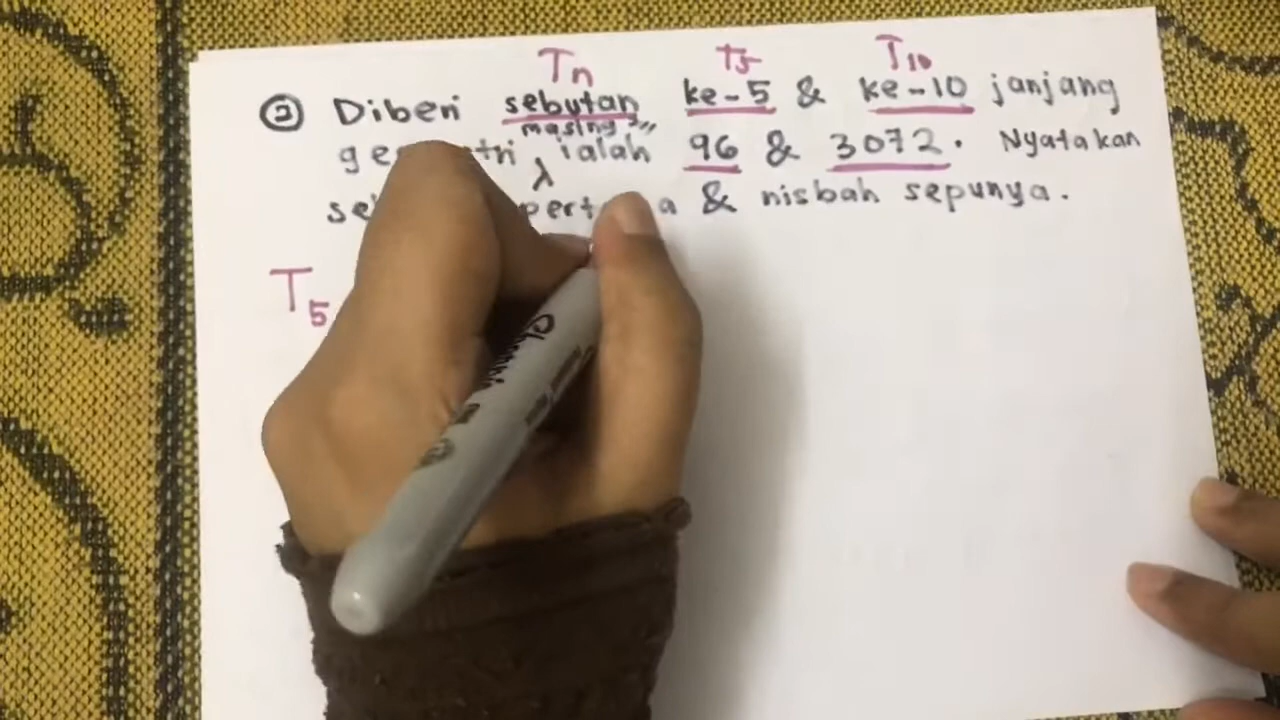 Tn T5 T10
② Diberi sebutan ke-5 & ke-10 janjang
masing²,,
ialah 96 & 3072. Nyatakan
& nisbah sepunya.
T5